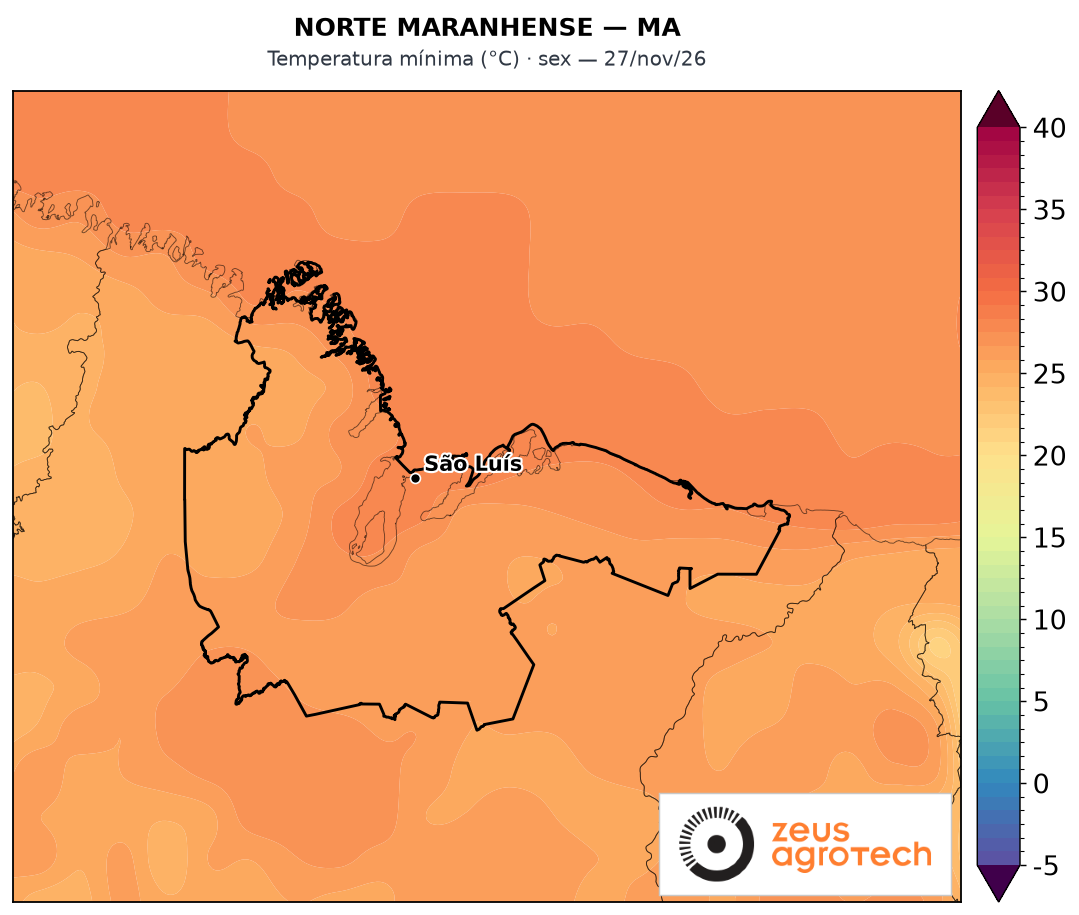 NORTE MARANHENSE — MA
Temperatura mínima (°C) · sex — 27/nov/26
40
35
30
25
20
15
10
5
0
-5
São Luís
zeus
agrotech